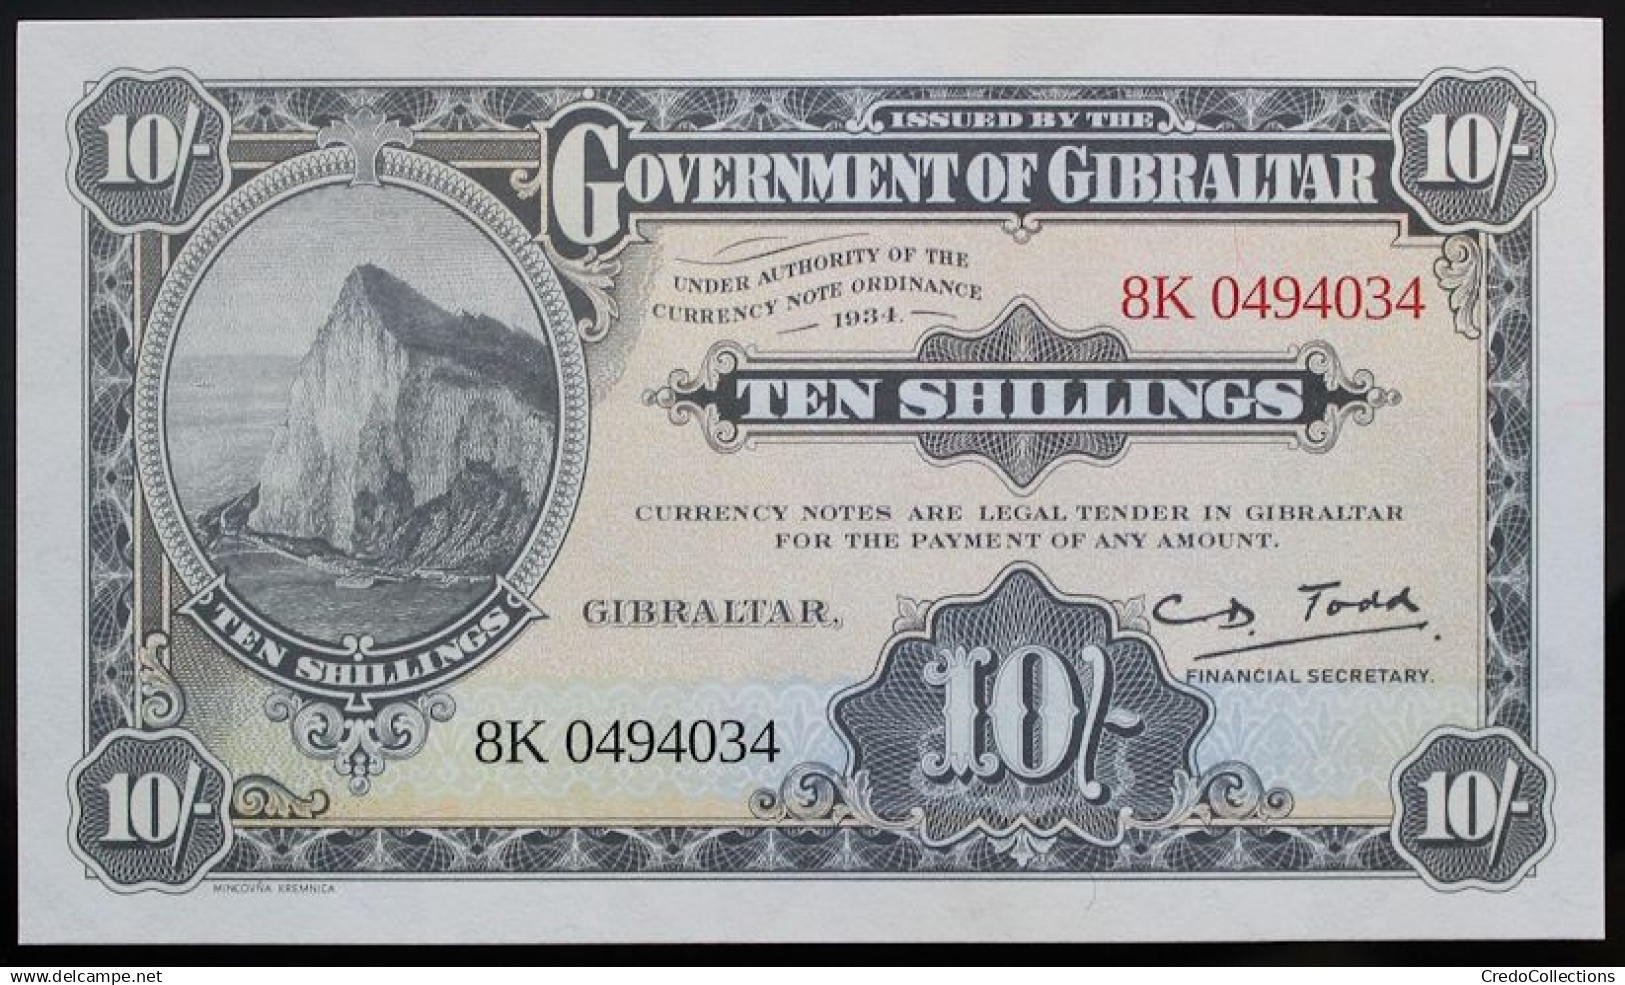 10/- 10/-
ISSUED BY THE
GOVERNMENT OF GIBRALTAR
UNDER AUTHORITY OF THE
CURRENCY NOTE ORDINANCE
1934.
8K 0494034
TEN SHILLINGS
CURRENCY NOTES ARE LEGAL TENDER IN GIBRALTAR
FOR THE PAYMENT OF ANY AMOUNT.
GIBRALTAR,
C D. Todd
FINANCIAL SECRETARY.
TEN SHILLINGS
8K 0494034
10/-
10/- 10/-
MINCOVŇA KREMNICA
www.delcampe.net
CredoCollections